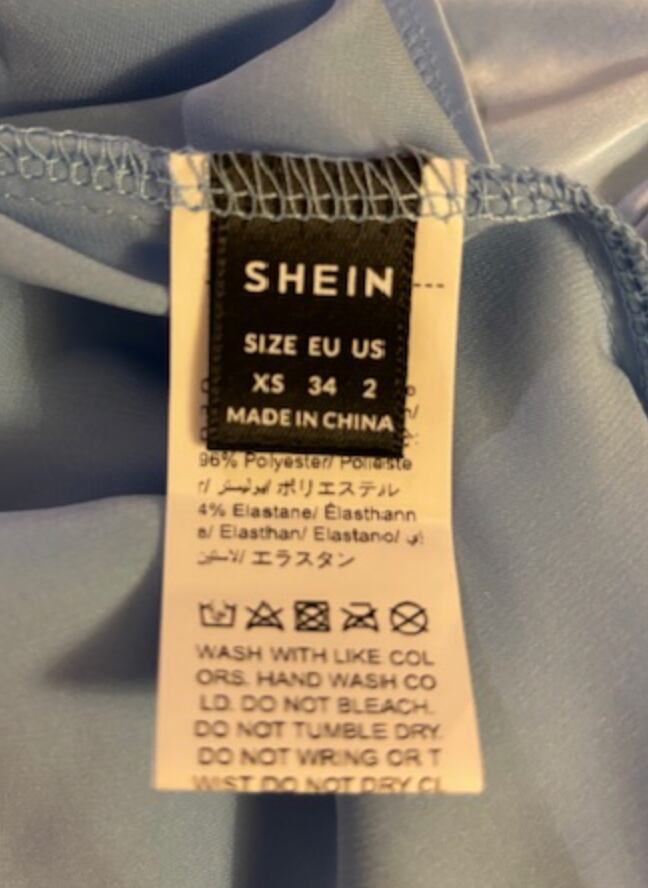 SHEIN
SIZE EU US
XS 34 2
MADE IN CHINA
96% Polyester/ Polieste
r/ ポリエステル
4% Elastane/ Élasthann
e/ Elasthan/ Elastano/
エラスタン
WASH WITH LIKE COL
ORS. HAND WASH CO
LD. DO NOT BLEACH.
DO NOT TUMBLE DRY.
DO NOT WRING OR T
WIST DO NOT DRY CL